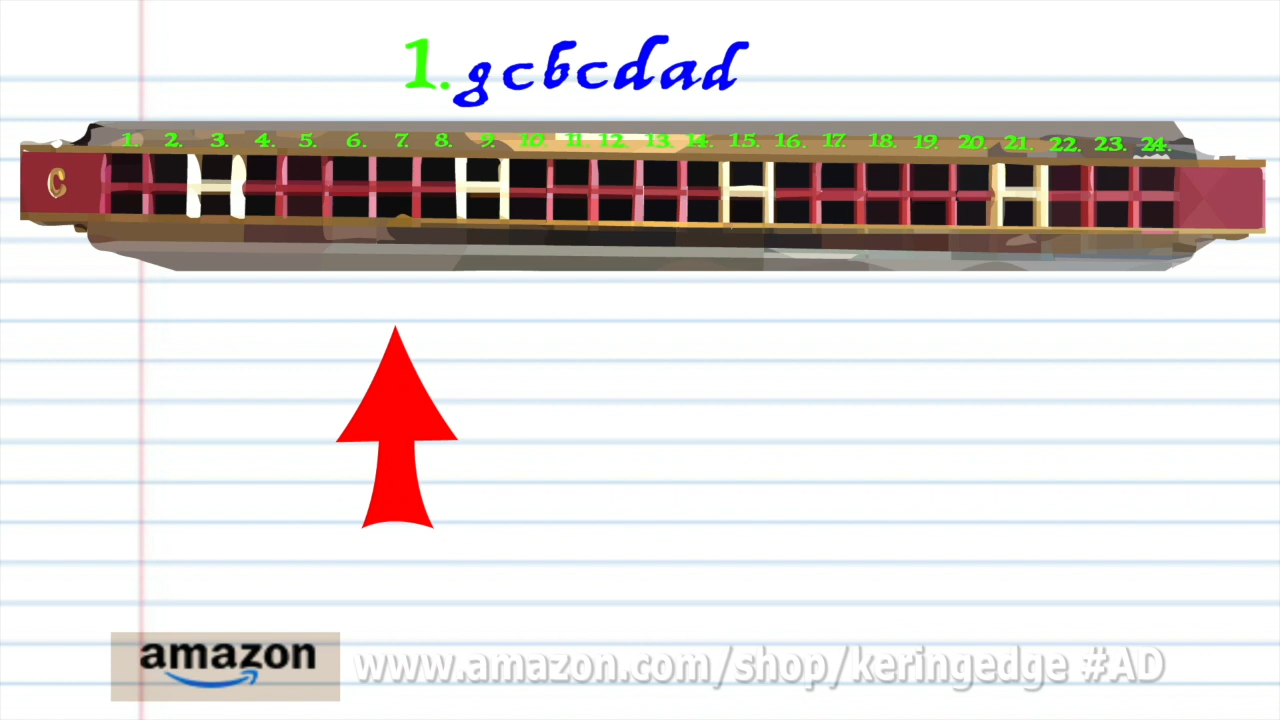 1. gcbcdad
1. 2. 3. 4. 5. 6. 7. 8. 9. 10. 11. 12. 13. 14. 15. 16. 17. 18. 19. 20. 21. 22. 23. 24.
C
amazon www.amazon.com/shop/keringedge #AD